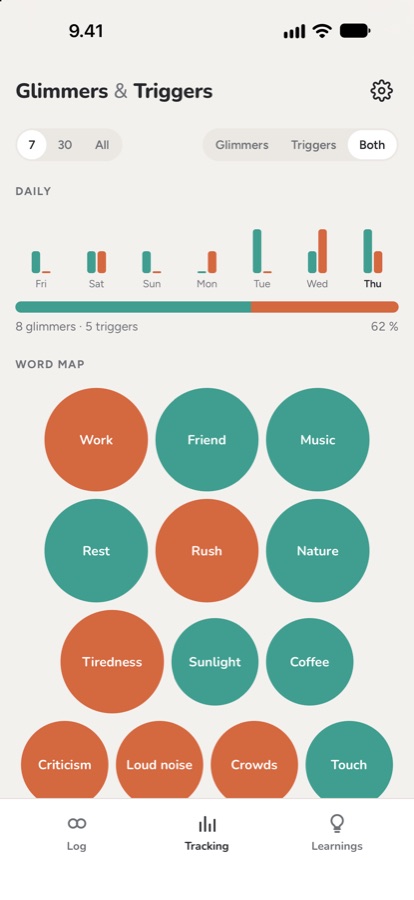 9.41
Glimmers & Triggers
7 30 All
Glimmers Triggers Both
DAILY
Fri Sat Sun Mon Tue Wed Thu
8 glimmers · 5 triggers
62 %
WORD MAP
Work Friend Music
Rest Rush Nature
Tiredness Sunlight Coffee
Criticism Loud noise Crowds Touch
Log Tracking Learnings